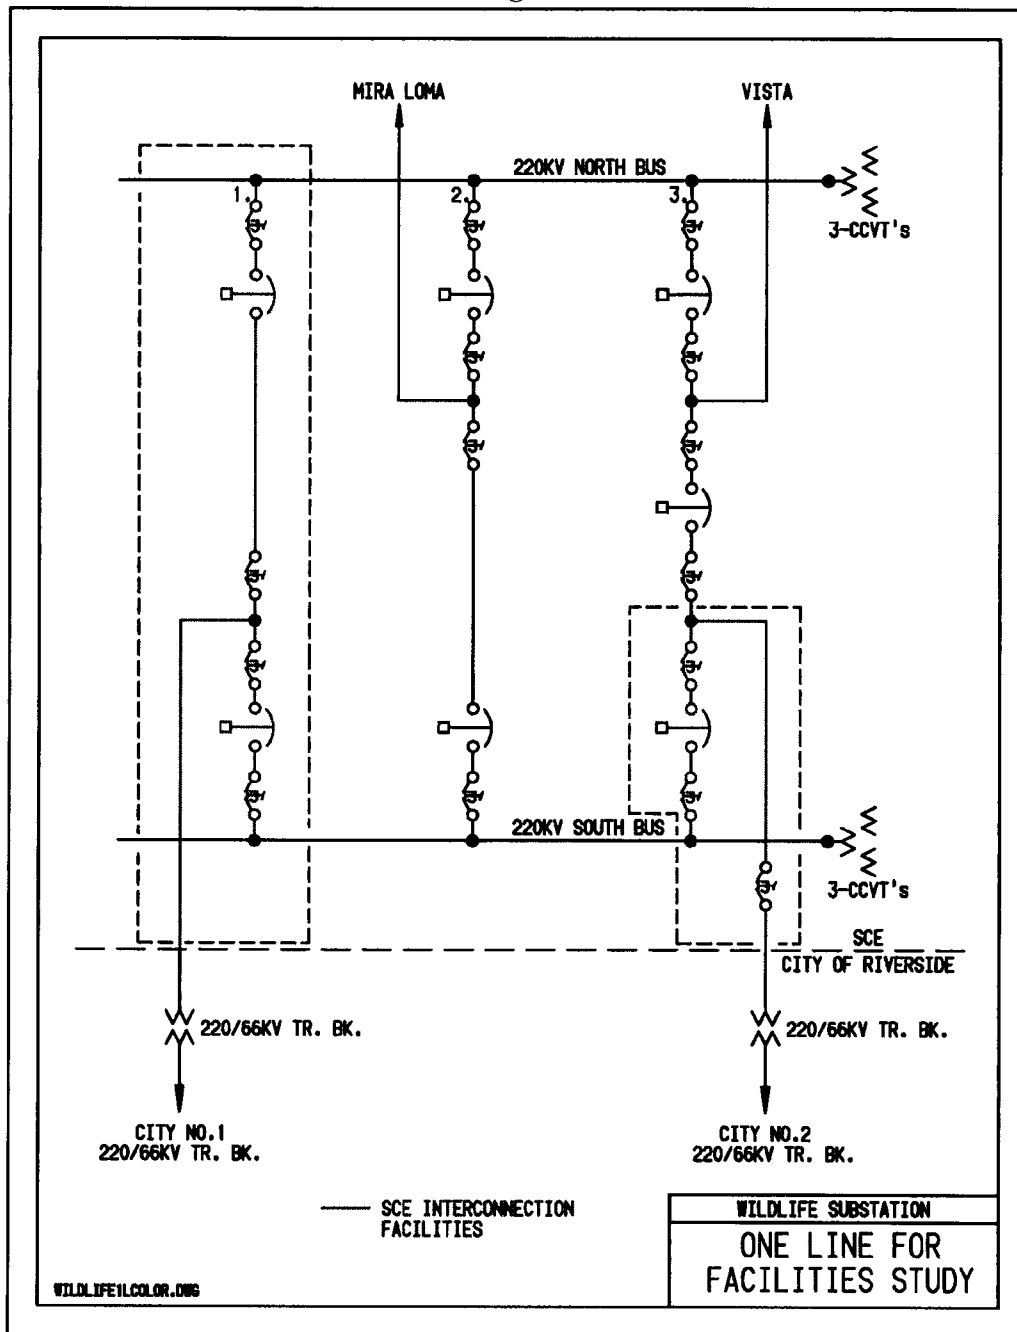 MIRA LOMA
VISTA
220KV NORTH BUS
1.
2.
3.
3-CCVT's
220KV SOUTH BUS
3-CCVT's
SCE
CITY OF RIVERSIDE
220/66KV TR. BK.
220/66KV TR. BK.
CITY NO.1
220/66KV TR. BK.
CITY NO.2
220/66KV TR. BK.
SCE INTERCONNECTION
FACILITIES
WILDLIFE SUBSTATION
ONE LINE FOR
FACILITIES STUDY
WILDLIFE1LCOLOR.DWG